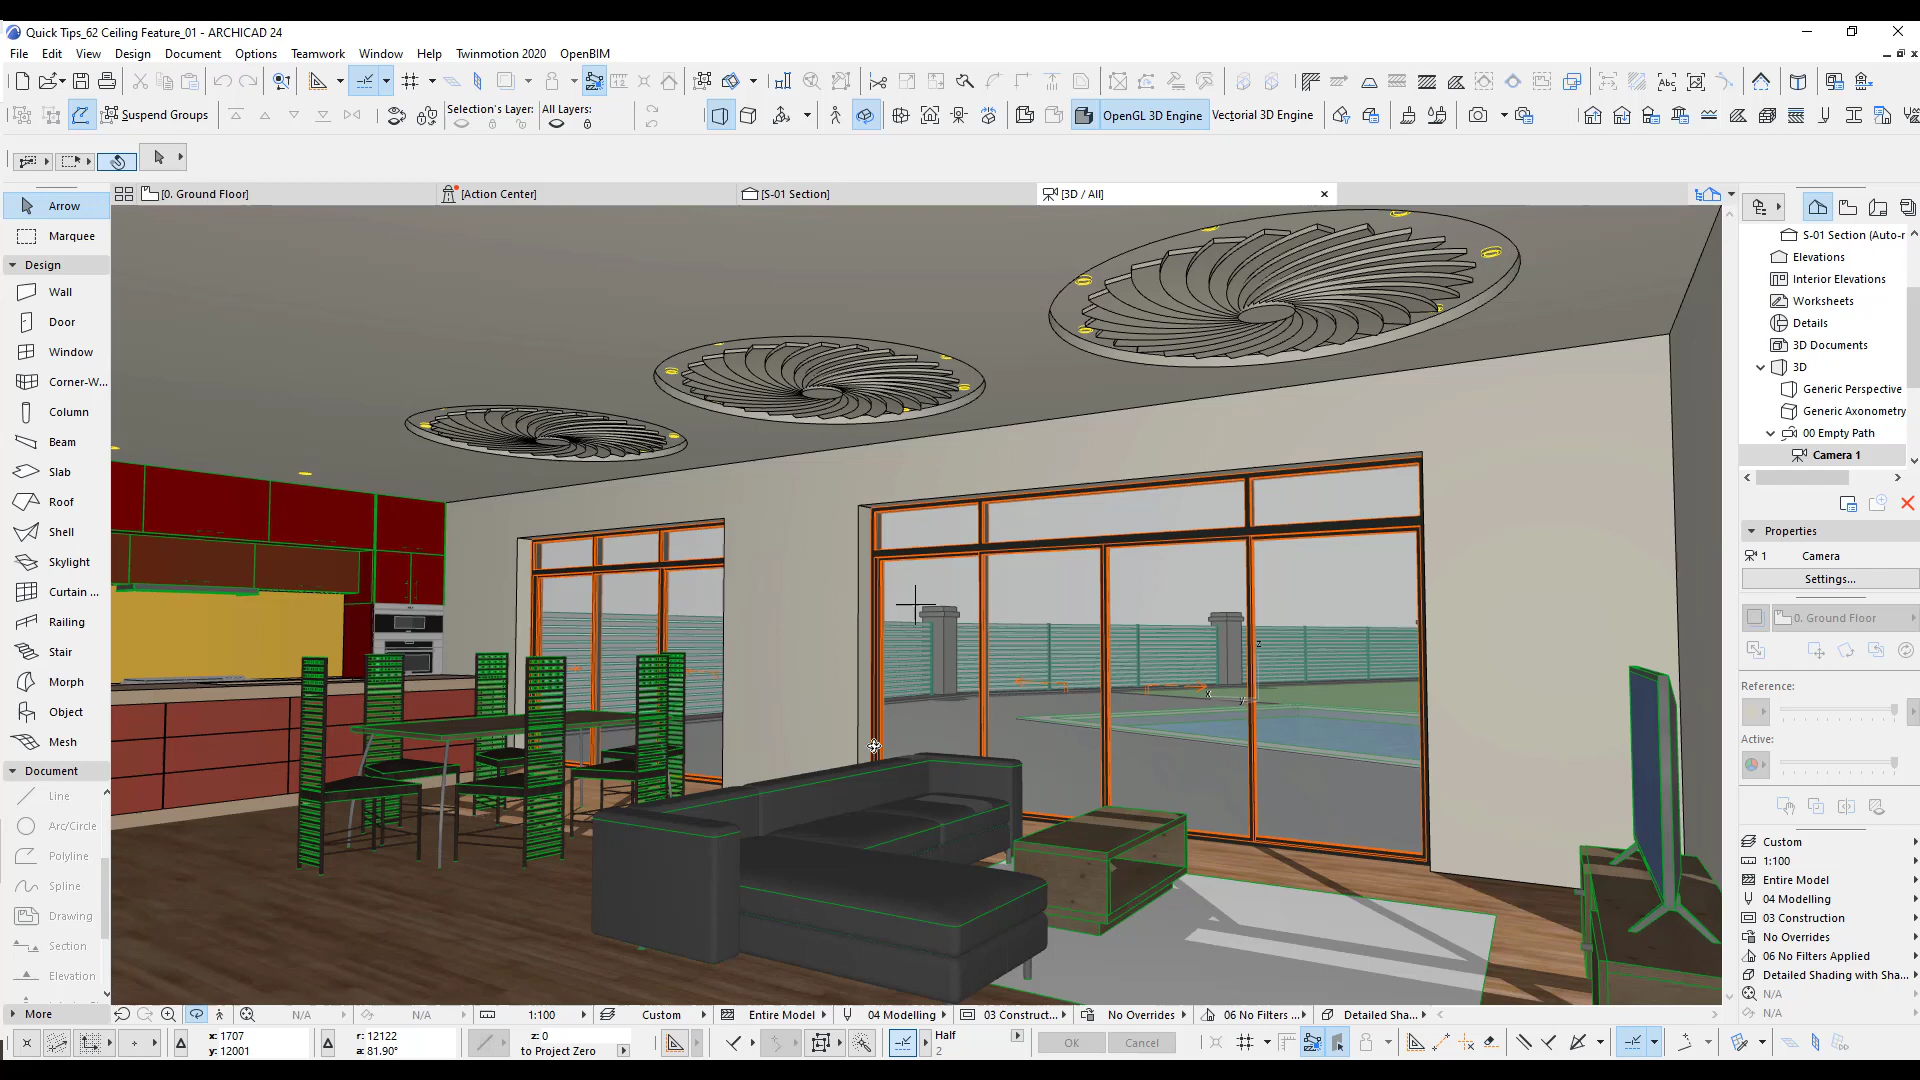 Quick Tips_62 Ceiling Feature_01 - ARCHICAD 24
File Edit View Design Document Options Teamwork Window Help Twinmotion 2020 OpenBIM
Suspend Groups
Selection's Layer: All Layers:
OpenGL 3D Engine Vectorial 3D Engine
[0. Ground Floor] [Action Center] [S-01 Section] [3D / All]
Arrow
Marquee
Design
Wall
Door
Window
Corner-W...
Column
Beam
Slab
Roof
Shell
Skylight
Curtain ...
Railing
Stair
Morph
Object
Mesh
Document
Line
Arc/Circle
Polyline
Spline
Drawing
Section
Elevation
More
z
x
y
S-01 Section (Auto-r
Elevations
Interior Elevations
Worksheets
Details
3D Documents
3D
Generic Perspective
Generic Axonometry
00 Empty Path
Camera 1
Properties
1 Camera
Settings...
0. Ground Floor
Reference:
Active:
Custom
1:100
Entire Model
04 Modelling
03 Construction
No Overrides
06 No Filters Applied
Detailed Shading with Sha...
N/A
N/A
N/A N/A 1:100 Custom Entire Model 04 Modelling 03 Construct... No Overrides 06 No Filters ... Detailed Sha...
x: 1707 r: 12122 z: 0 Half
y: 12001 a: 81.90° to Project Zero 2
OK Cancel